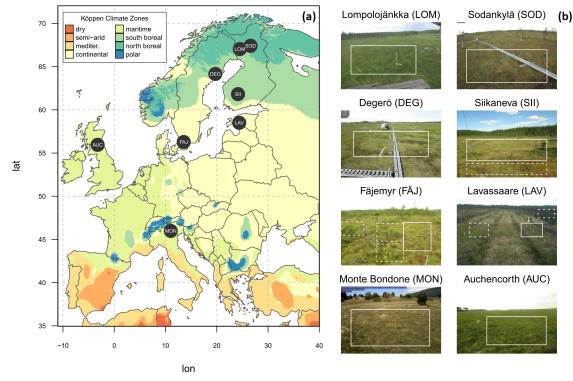 Köppen Climate Zones
dry
semi−arid
mediter.
continental
maritime
south boreal
north boreal
polar
(a)
LOM
SOD
DEG
SII
LAV
FÄJ
AUC
MON
70
65
60
55
50
45
40
35
lat
−10
0
10
20
30
40
lon
(b)
Lompolojänkka (LOM)
Sodankylä (SOD)
Degerö (DEG)
Siikaneva (SII)
Fäjemyr (FÄJ)
Lavassaare (LAV)
Monte Bondone (MON)
Auchencorth (AUC)